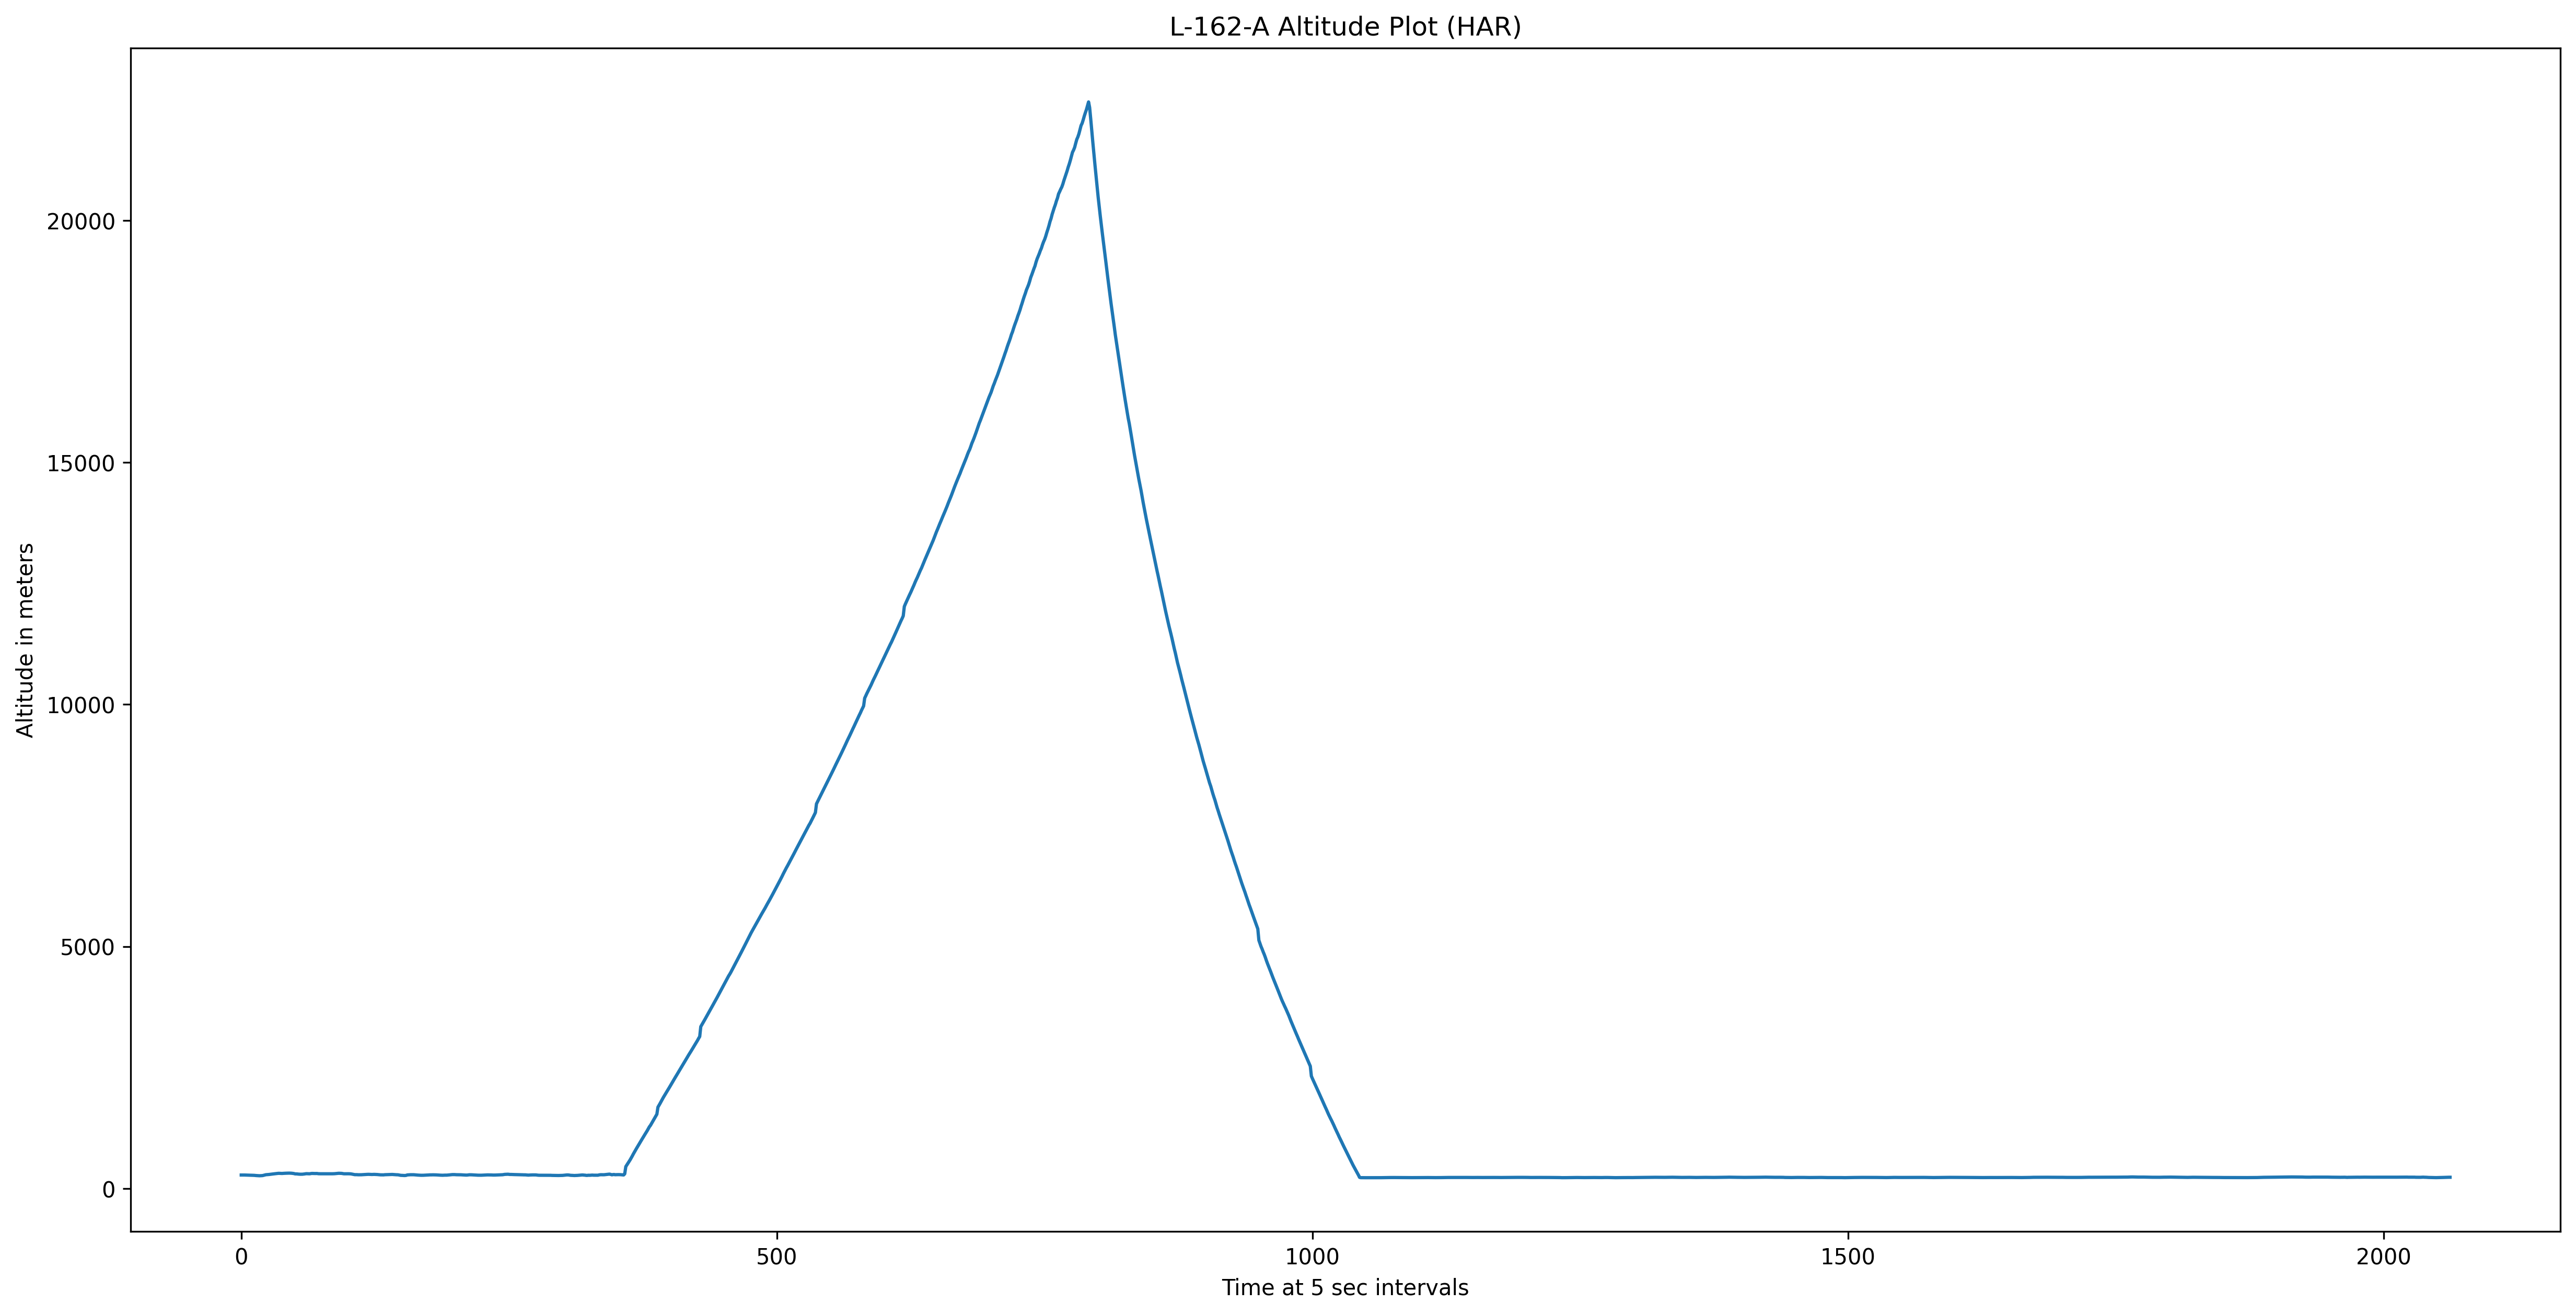 L-162-A Altitude Plot (HAR)
Altitude in meters
20000
15000
10000
5000
0
0 500 1000 1500 2000
Time at 5 sec intervals